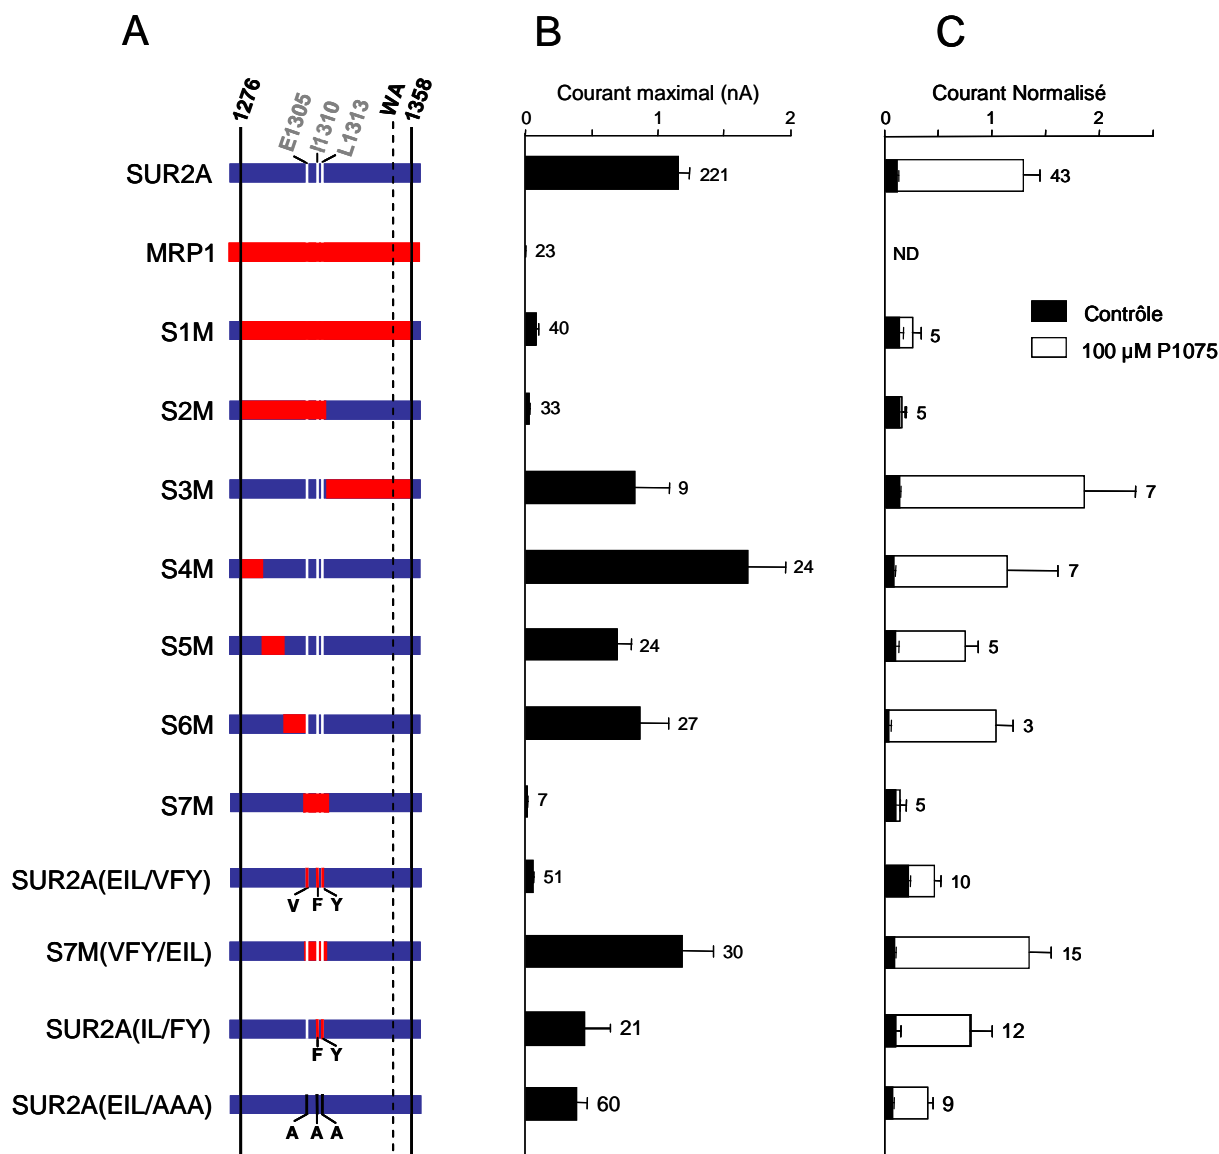 A B C
Courant maximal (nA) Courant Normalisé
0 1 2 0 1 2
1276 E1305 I1310 L1313 WA 1358
SUR2A 221 43
MRP1 23 ND
Contrôle
S1M 40 5
100 µM P1075
S2M 33 5
S3M 9 7
S4M 24 7
S5M 24 5
S6M 27 3
S7M 7 5
SUR2A(EIL/VFY) 51 10
V F Y
S7M(VFY/EIL) 30 15
SUR2A(IL/FY) 21 12
F Y
SUR2A(EIL/AAA) 60 9
A A A